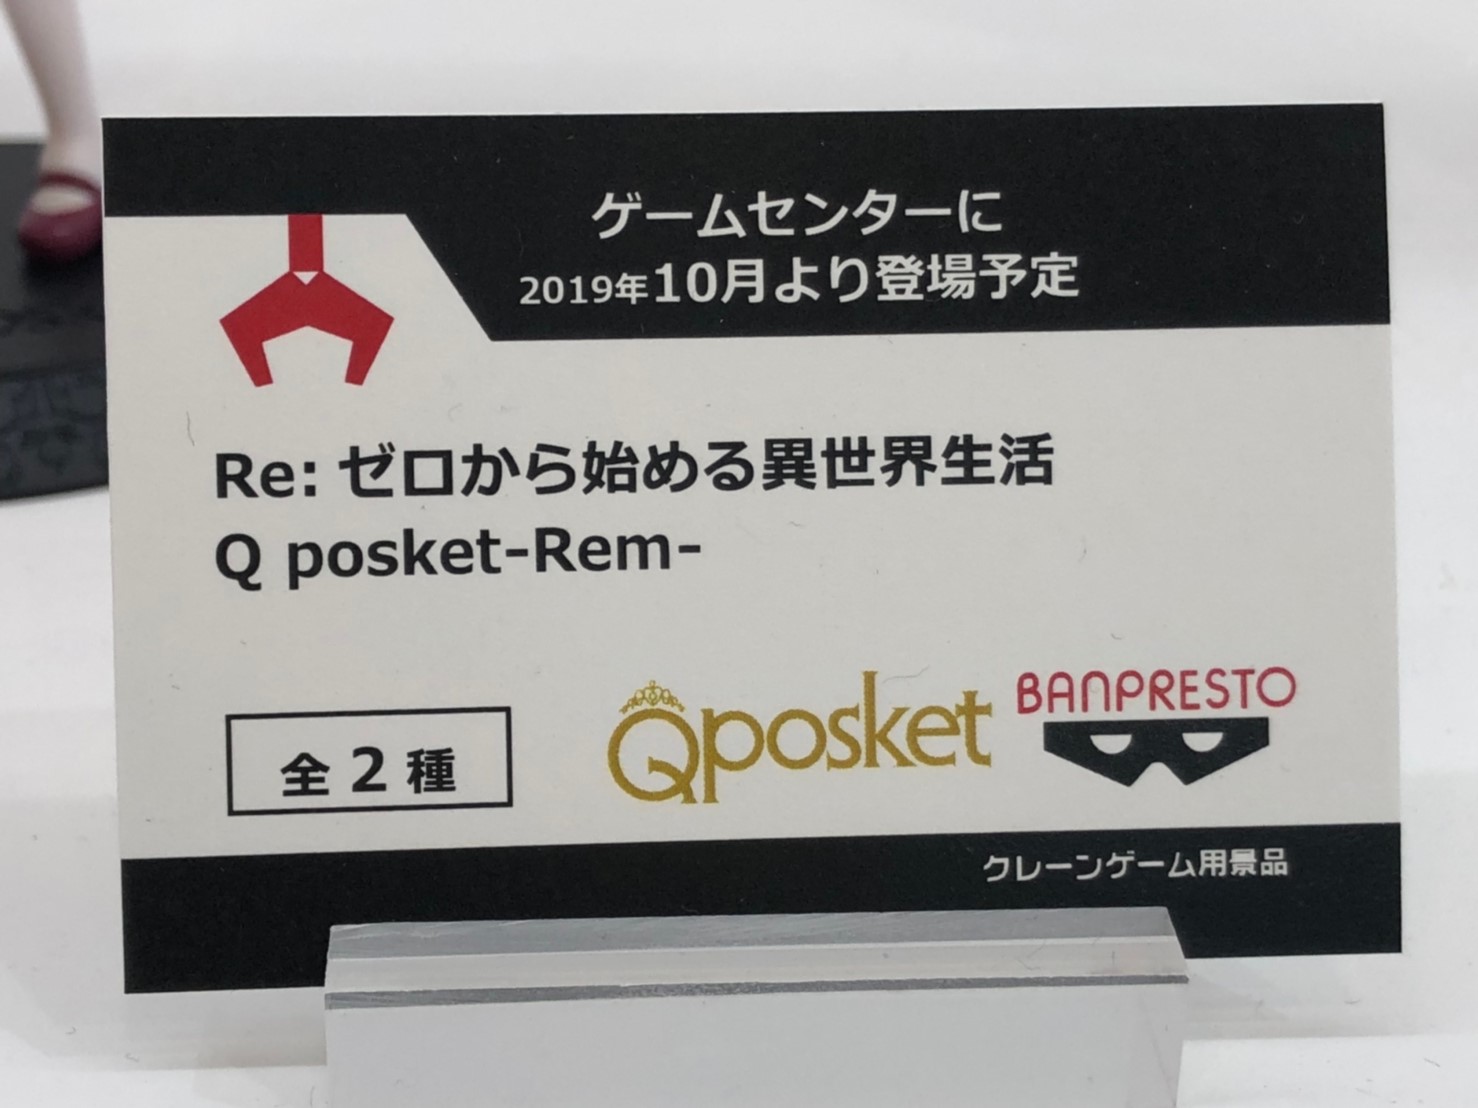 ゲームセンターに
2019年10月より登場予定
Re: ゼロから始める異世界生活
Q posket-Rem-
全2種
Qposket
BANPRESTO
クレーンゲーム用景品